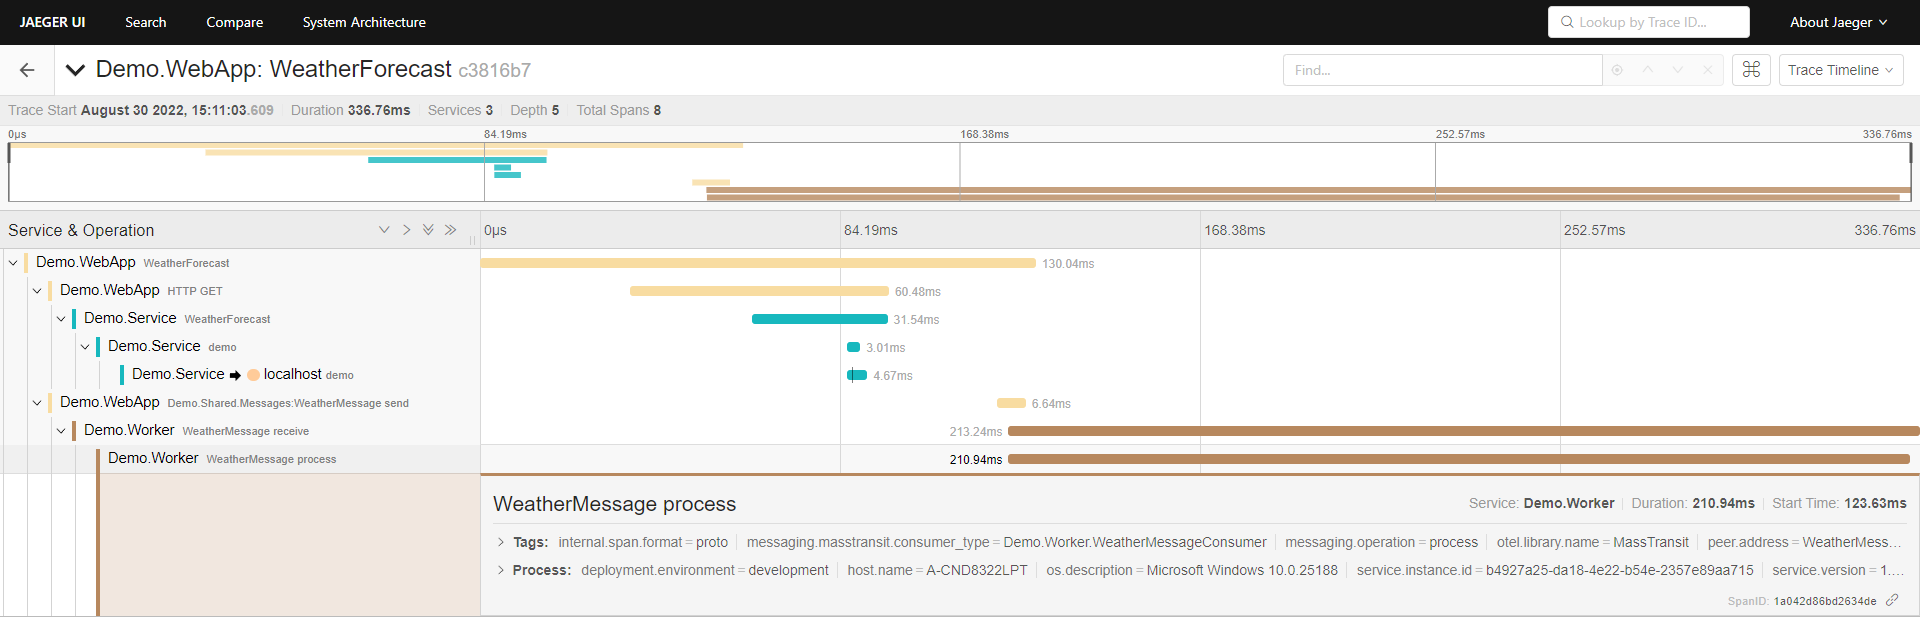 JAEGER UI Search Compare System Architecture Lookup by Trace ID... About Jaeger
Demo.WebApp: WeatherForecast c3816b7 Find... ⌘ Trace Timeline
Trace Start August 30 2022, 15:11:03.609 Duration 336.76ms Services 3 Depth 5 Total Spans 8
0μs 84.19ms 168.38ms 252.57ms 336.76ms
Service & Operation 0μs 84.19ms 168.38ms 252.57ms 336.76ms
Demo.WebApp WeatherForecast 130.04ms
Demo.WebApp HTTP GET 60.48ms
Demo.Service WeatherForecast 31.54ms
Demo.Service demo 3.01ms
Demo.Service localhost demo 4.67ms
Demo.WebApp Demo.Shared.Messages:WeatherMessage send 6.64ms
Demo.Worker WeatherMessage receive 213.24ms
Demo.Worker WeatherMessage process 210.94ms
WeatherMessage process Service: Demo.Worker Duration: 210.94ms Start Time: 123.63ms
Tags: internal.span.format = proto messaging.masstransit.consumer_type = Demo.Worker.WeatherMessageConsumer messaging.operation = process otel.library.name = MassTransit peer.address = WeatherMess...
Process: deployment.environment = development host.name = A-CND8322LPT os.description = Microsoft Windows 10.0.25188 service.instance.id = b4927a25-da18-4e22-b54e-2357e89aa715 service.version = 1....
SpanID: 1a042d86bd2634de